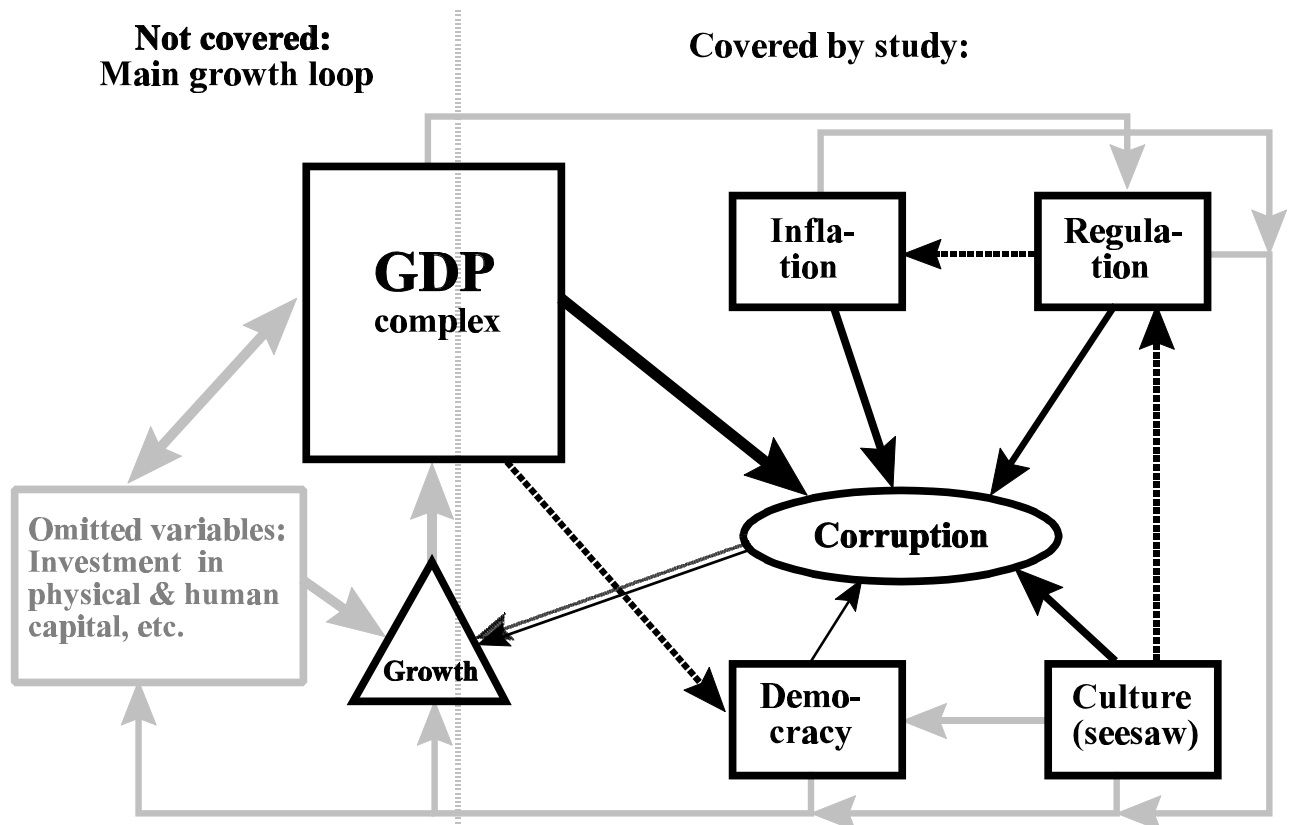 Not covered:
Main growth loop
Covered by study:
GDP
complex
Infla-
tion
Regula-
tion
Omitted variables:
Investment in
physical & human
capital, etc.
Corruption
Growth
Demo-
cracy
Culture
(seesaw)